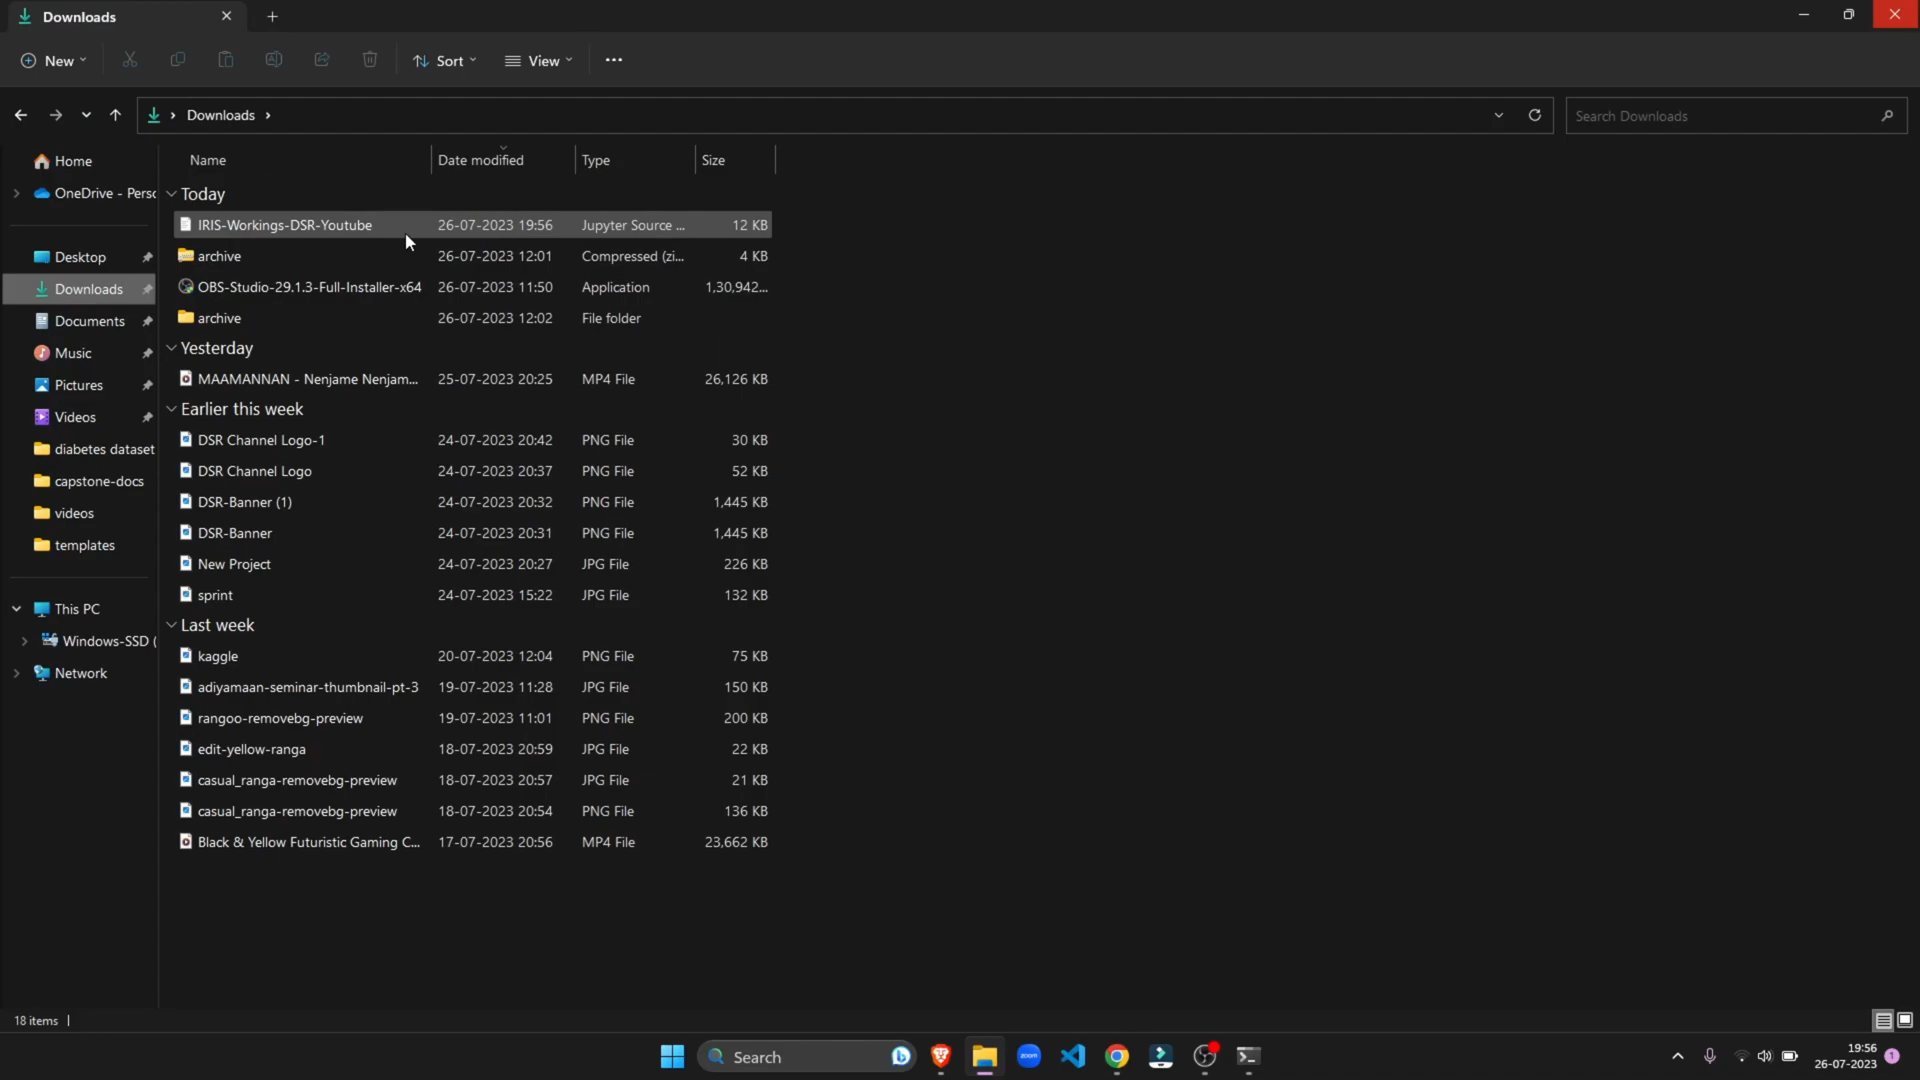 Downloads
New
Sort
View
Downloads
Search Downloads
Home
OneDrive - Persc
Desktop
Downloads
Documents
Music
Pictures
Videos
diabetes dataset
capstone-docs
videos
templates
This PC
Windows-SSD (
Network
Name Date modified Type Size
Today
IRIS-Workings-DSR-Youtube 26-07-2023 19:56 Jupyter Source ... 12 KB
archive 26-07-2023 12:01 Compressed (zi... 4 KB
OBS-Studio-29.1.3-Full-Installer-x64 26-07-2023 11:50 Application 1,30,942...
archive 26-07-2023 12:02 File folder
Yesterday
MAAMANNAN - Nenjame Nenjam... 25-07-2023 20:25 MP4 File 26,126 KB
Earlier this week
DSR Channel Logo-1 24-07-2023 20:42 PNG File 30 KB
DSR Channel Logo 24-07-2023 20:37 PNG File 52 KB
DSR-Banner (1) 24-07-2023 20:32 PNG File 1,445 KB
DSR-Banner 24-07-2023 20:31 PNG File 1,445 KB
New Project 24-07-2023 20:27 JPG File 226 KB
sprint 24-07-2023 15:22 JPG File 132 KB
Last week
kaggle 20-07-2023 12:04 PNG File 75 KB
adiyamaan-seminar-thumbnail-pt-3 19-07-2023 11:28 JPG File 150 KB
rangoo-removebg-preview 19-07-2023 11:01 PNG File 200 KB
edit-yellow-ranga 18-07-2023 20:59 JPG File 22 KB
casual_ranga-removebg-preview 18-07-2023 20:57 JPG File 21 KB
casual_ranga-removebg-preview 18-07-2023 20:54 PNG File 136 KB
Black & Yellow Futuristic Gaming C... 17-07-2023 20:56 MP4 File 23,662 KB
18 items
Search
zoom
19:56
26-07-2023
1